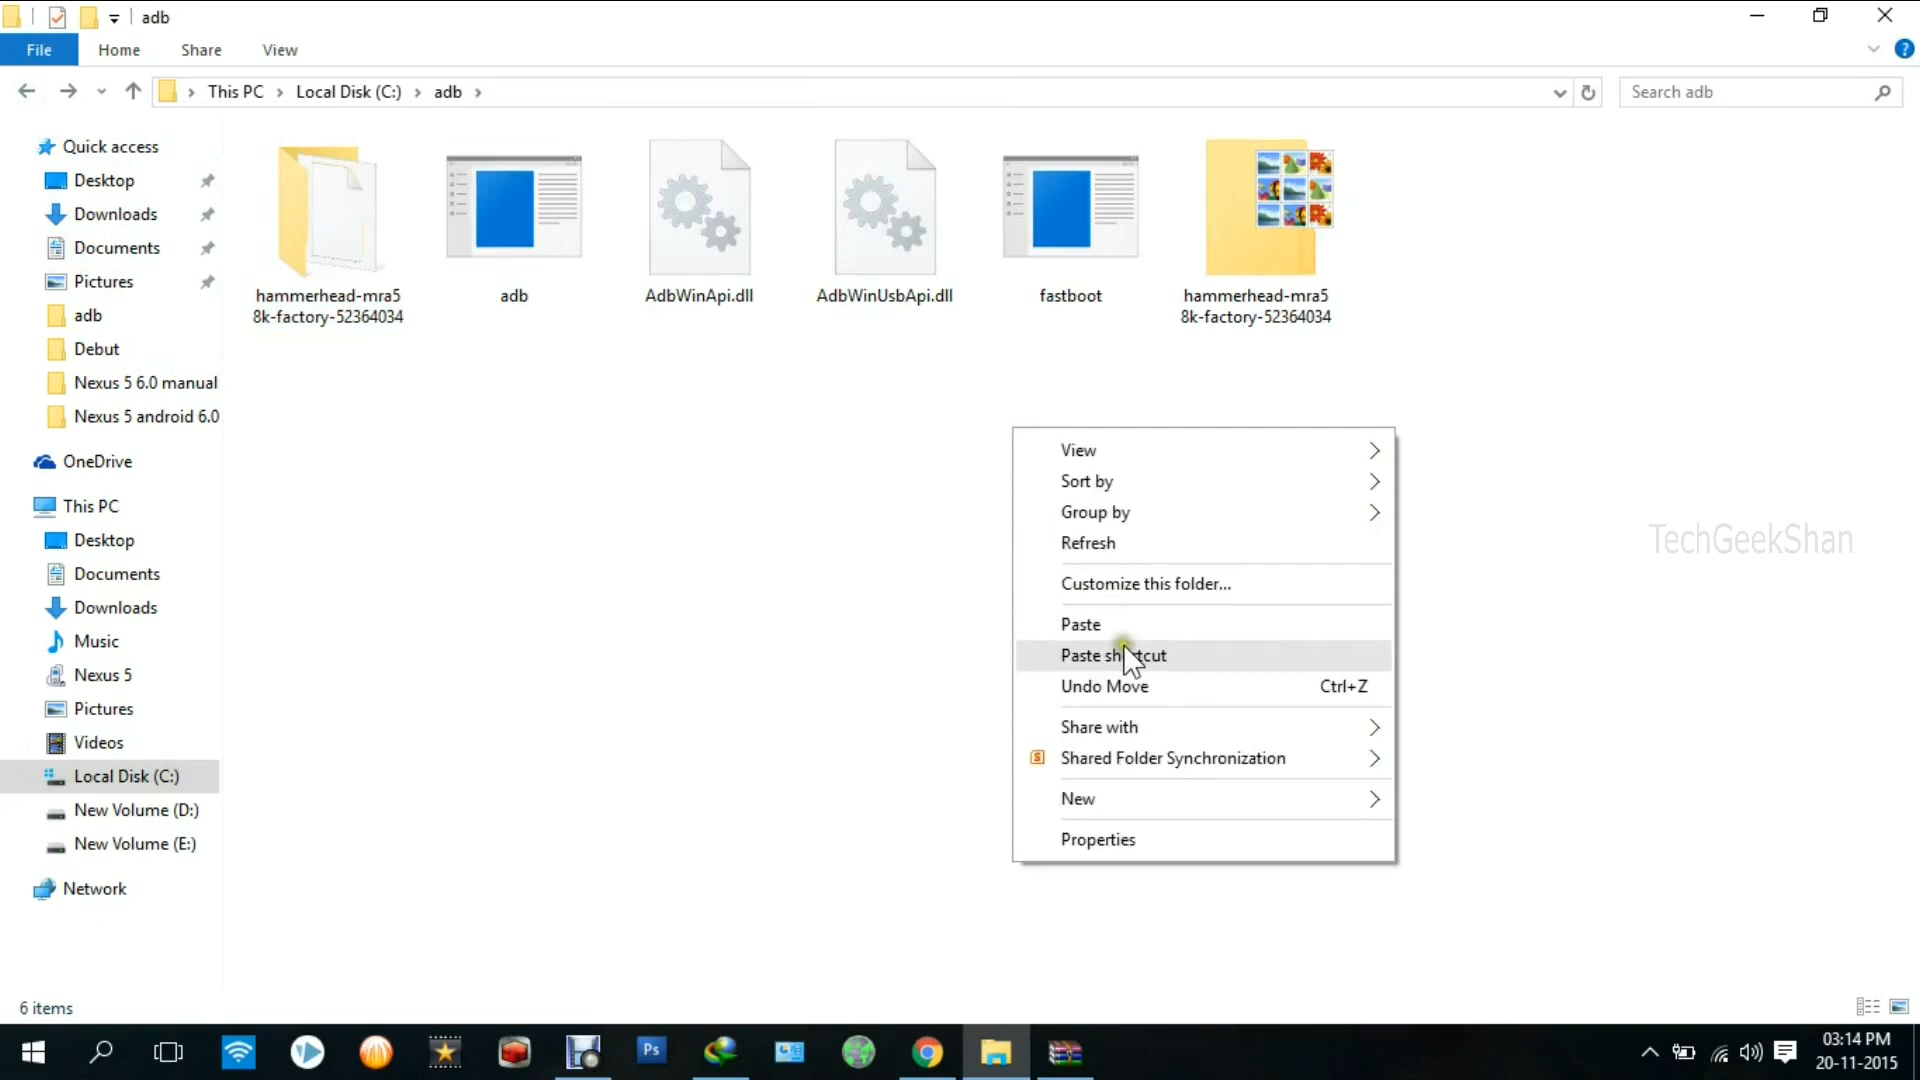 adb
File
Home
Share
View
This PC
Local Disk (C:)
adb
Search adb
Quick access
Desktop
Downloads
Documents
Pictures
adb
Debut
Nexus 5 6.0 manual
Nexus 5 android 6.0
OneDrive
This PC
Desktop
Documents
Downloads
Music
Nexus 5
Pictures
Videos
Local Disk (C:)
New Volume (D:)
New Volume (E:)
Network
hammerhead-mra5
8k-factory-52364034
adb
AdbWinApi.dll
AdbWinUsbApi.dll
fastboot
hammerhead-mra5
8k-factory-52364034
View
Sort by
Group by
Refresh
Customize this folder...
Paste
Paste shortcut
Undo Move Ctrl+Z
Share with
S
Shared Folder Synchronization
New
Properties
TechGeekShan
6 items
Ps
03:14 PM
20-11-2015